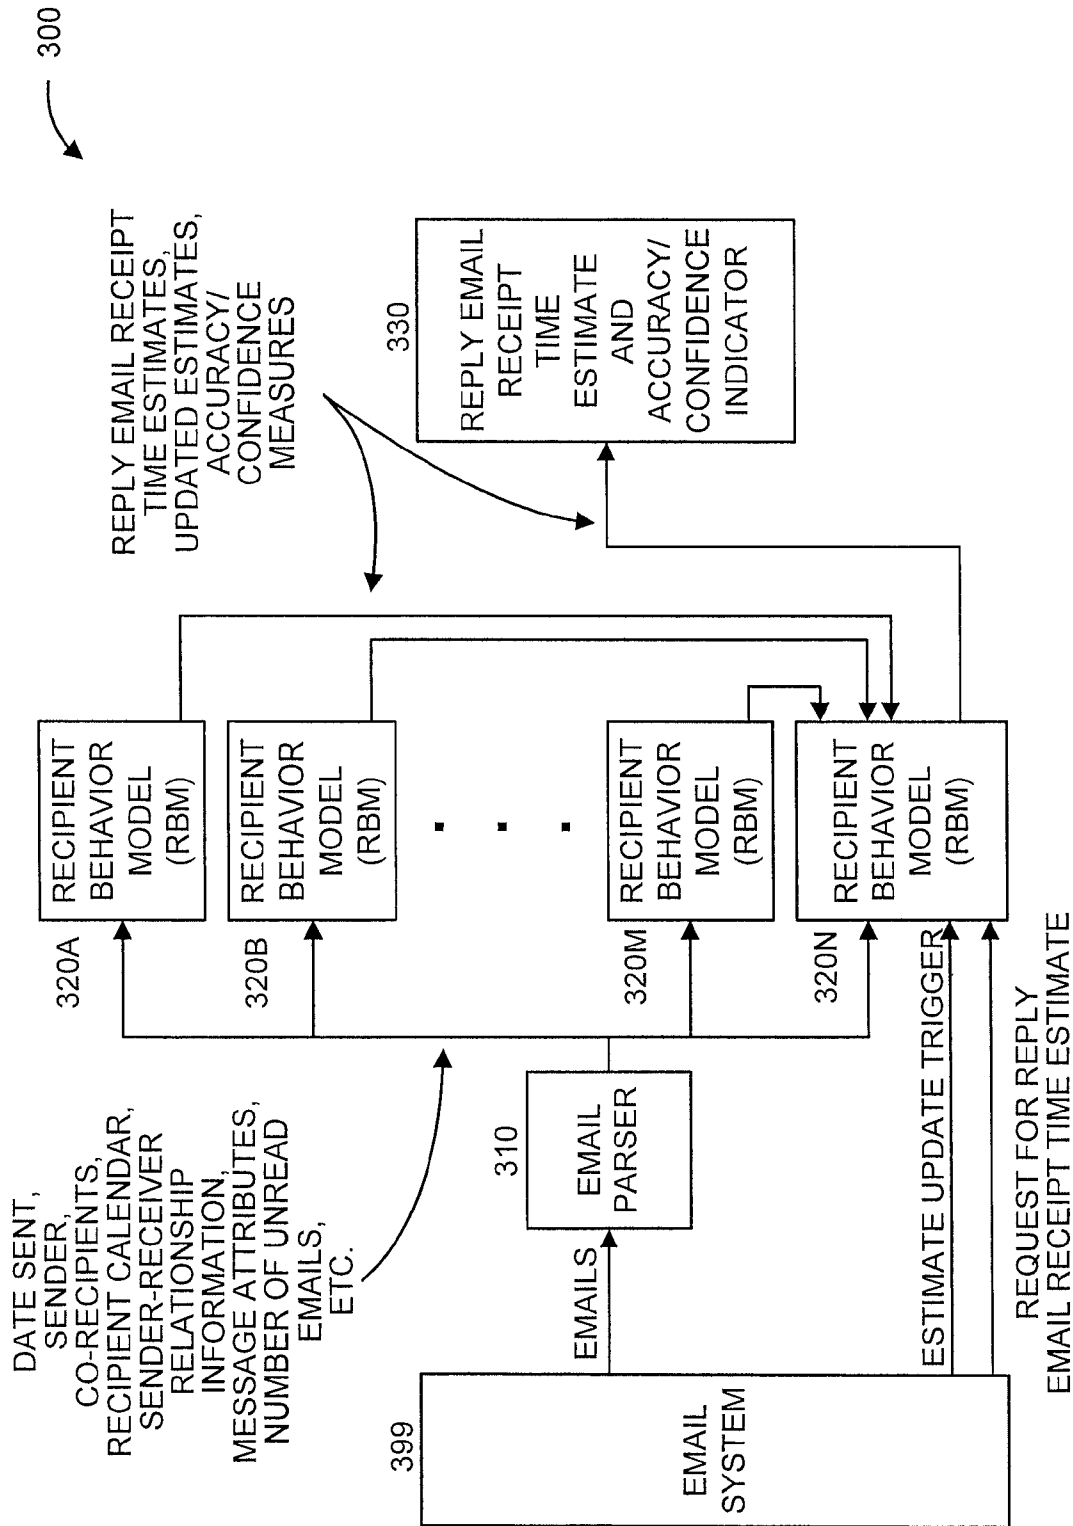 300
DATE SENT,
SENDER,
CO-RECIPIENTS,
RECIPIENT CALENDAR,
SENDER-RECEIVER
RELATIONSHIP
INFORMATION,
MESSAGE ATTRIBUTES,
NUMBER OF UNREAD
EMAILS,
ETC.
REPLY EMAIL RECEIPT
TIME ESTIMATES,
UPDATED ESTIMATES,
ACCURACY/
CONFIDENCE
MEASURES
320A
RECIPIENT
BEHAVIOR
MODEL
(RBM)
320B
RECIPIENT
BEHAVIOR
MODEL
(RBM)
. . .
320M
RECIPIENT
BEHAVIOR
MODEL
(RBM)
320N
RECIPIENT
BEHAVIOR
MODEL
(RBM)
330
REPLY EMAIL
RECEIPT
TIME
ESTIMATE
AND
ACCURACY/
CONFIDENCE
INDICATOR
399
EMAIL
SYSTEM
EMAILS
310
EMAIL
PARSER
ESTIMATE UPDATE TRIGGER
REQUEST FOR REPLY
EMAIL RECEIPT TIME ESTIMATE